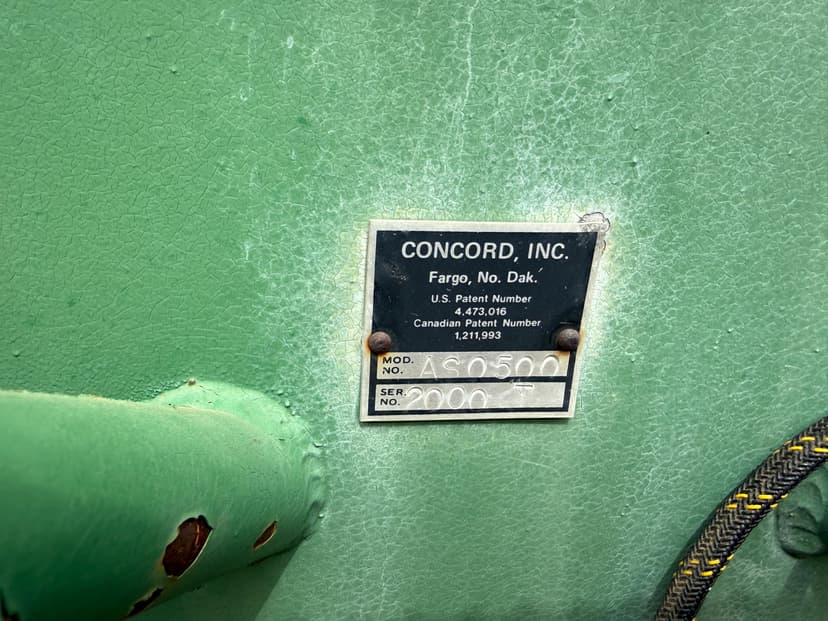 CONCORD, INC.
Fargo, No. Dak.
U.S. Patent Number
4,473,016
Canadian Patent Number
1,211,993
MOD. NO. AS0500
SER. NO. 2000 T